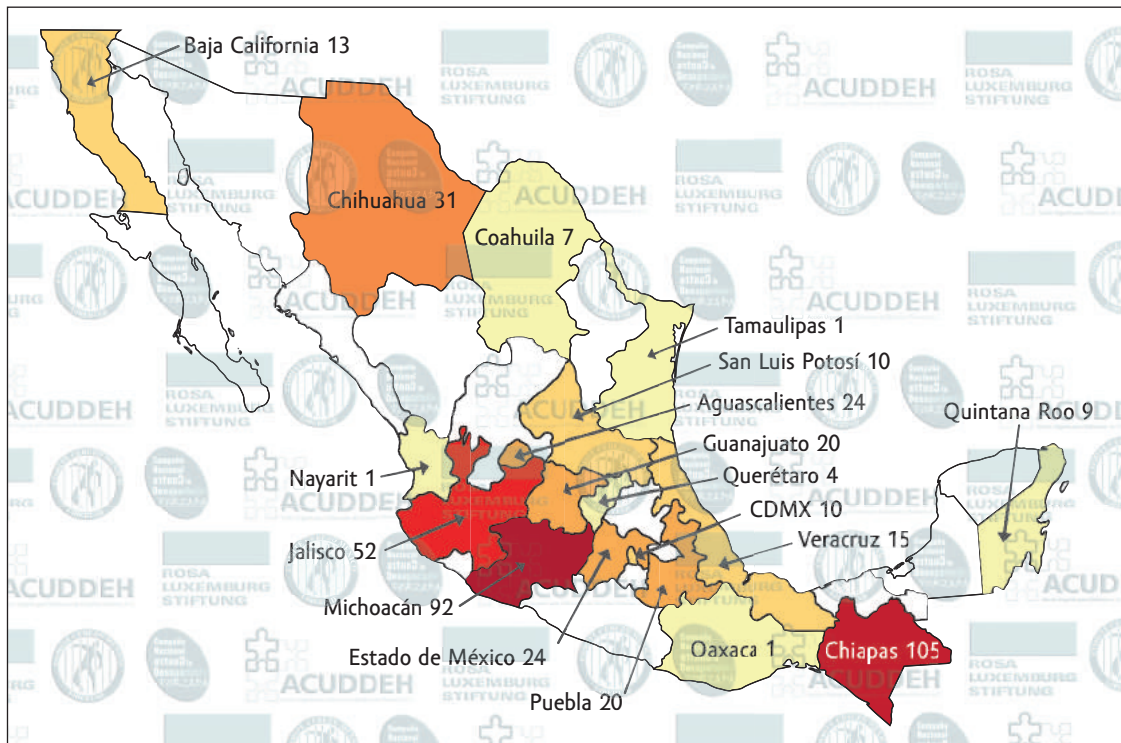 Baja California 13
Chihuahua 31
Coahuila 7
Tamaulipas 1
San Luis Potosí 10
Aguascalientes 24
Quintana Roo 9
Guanajuato 20
Nayarit 1
Querétaro 4
CDMX 10
Veracruz 15
Jalisco 52
Michoacán 92
Estado de México 24
Oaxaca 1
Chiapas 105
Puebla 20
ROSA
LUXEMBURG
STIFTUNG
ACUDDEH